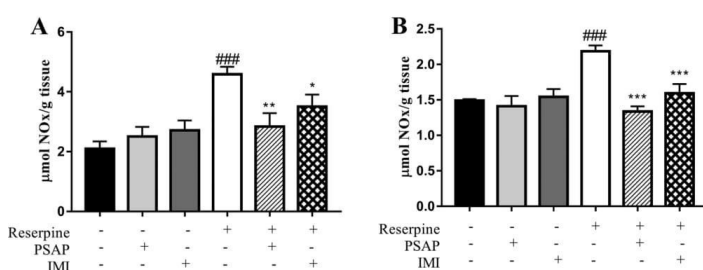 A
μmol NOx/g tissue
6
4
2
0
###
**
*
Reserpine - - - + + +
PSAP - + - - + -
IMI - - + - - +
B
μmol NOx/g tissue
2.5
2.0
1.5
1.0
0.5
0.0
###
***
***
Reserpine - - - + + +
PSAP - + - - + -
IMI - - + - - +